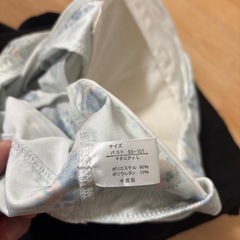 サイズ
バスト 93-101
マタニティL
ポリエステル 90%
ポリウレタン 10%
中国製